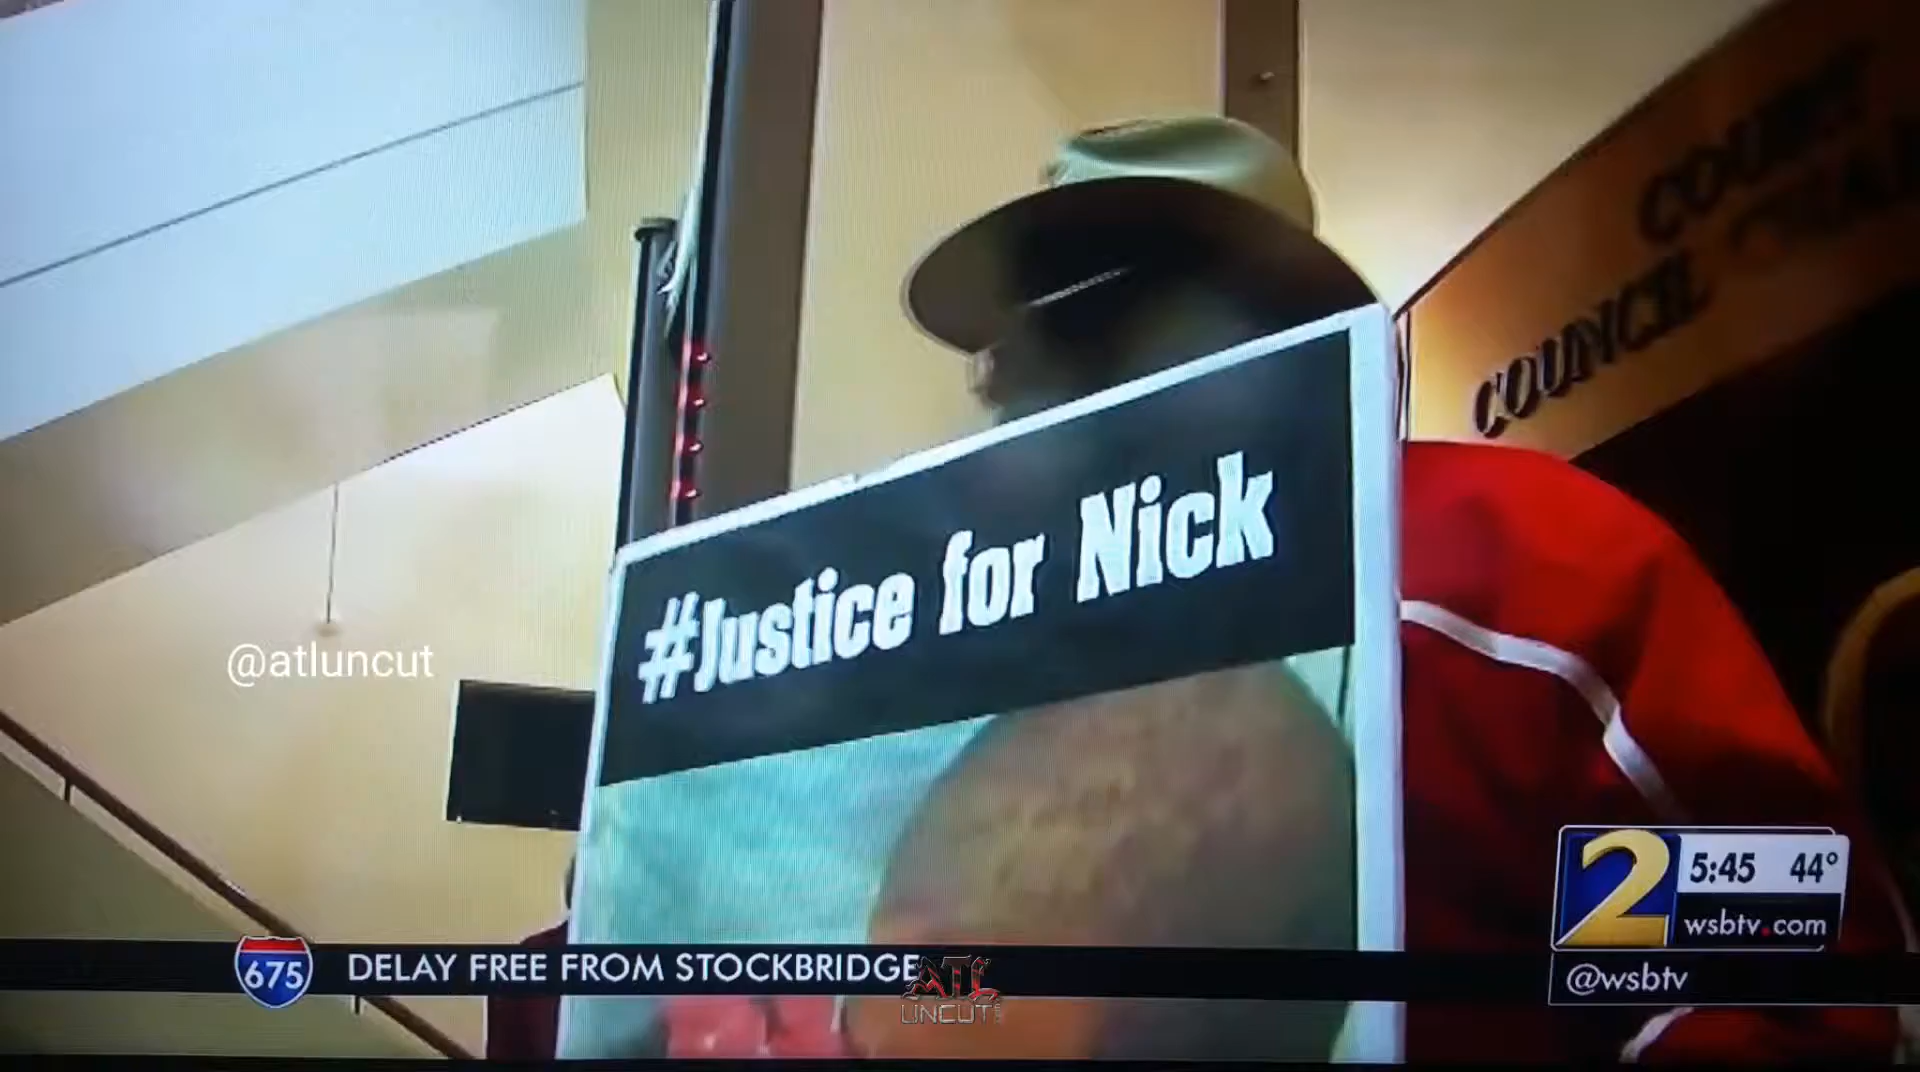 COUNCIL
#Justice for Nick
@atluncut
2 5:45 44°
wsbtv.com
675 DELAY FREE FROM STOCKBRIDGE
ATL
UNCUT
@wsbtv